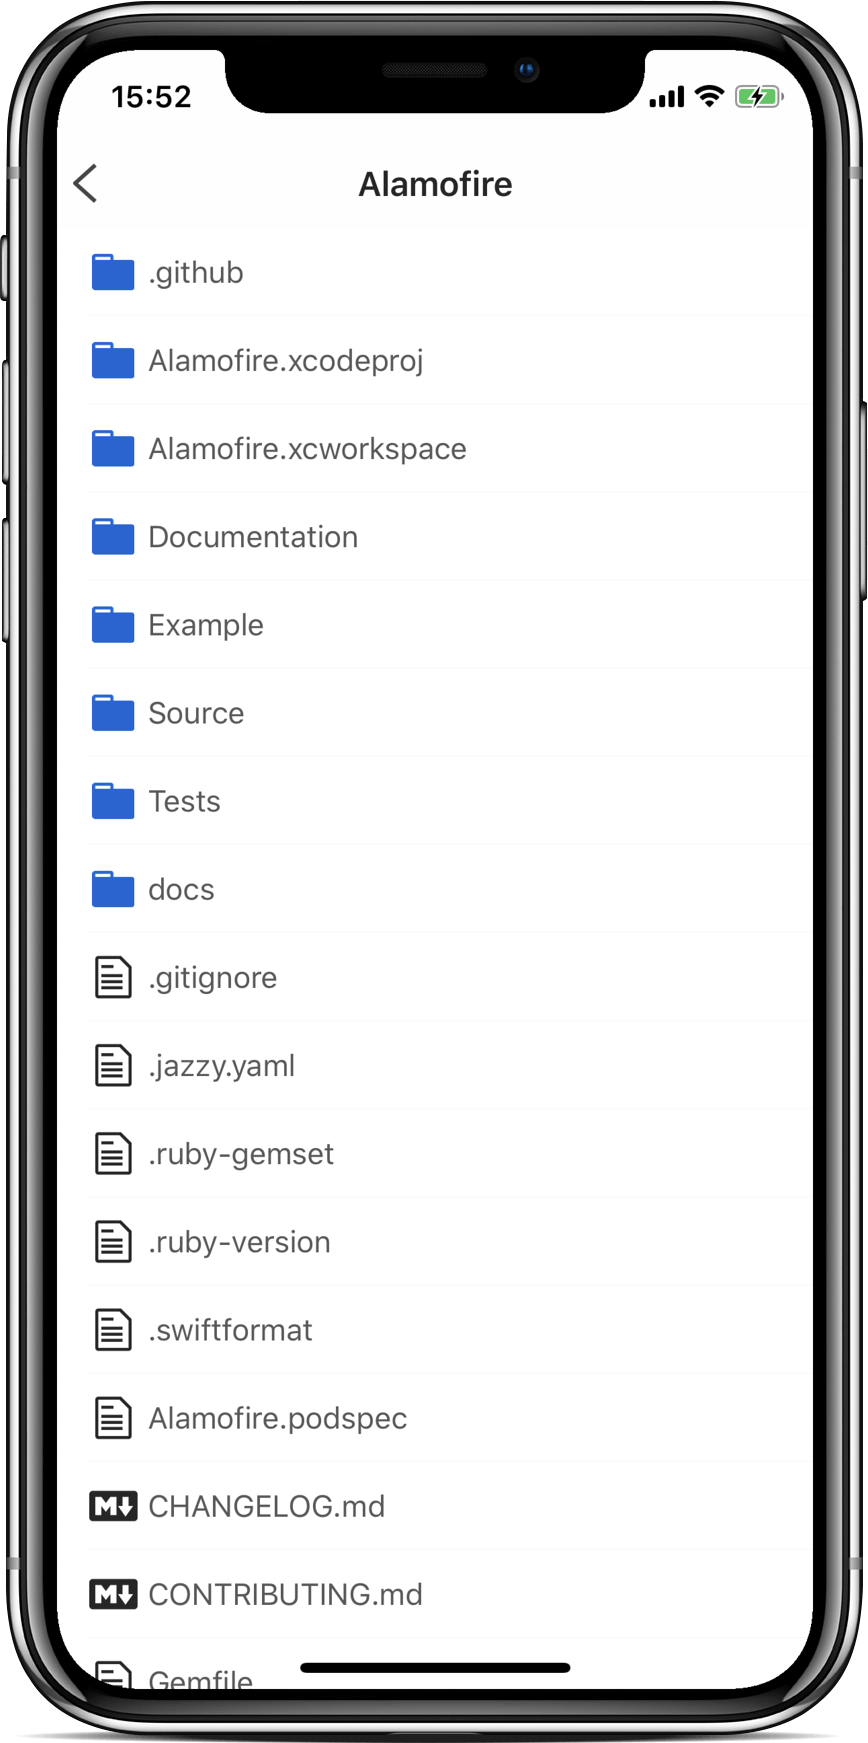 15:52
Alamofire
.github
Alamofire.xcodeproj
Alamofire.xcworkspace
Documentation
Example
Source
Tests
docs
.gitignore
.jazzy.yaml
.ruby-gemset
.ruby-version
.swiftformat
Alamofire.podspec
M CHANGELOG.md
M CONTRIBUTING.md
Gemfile